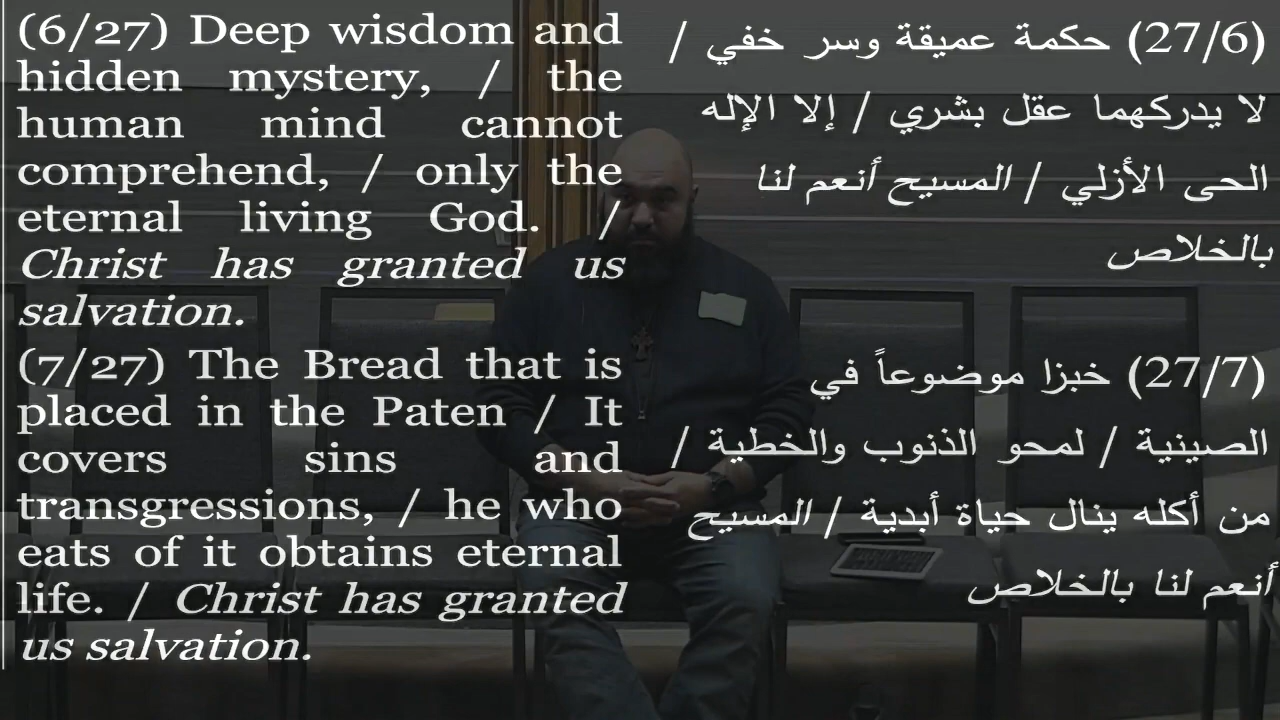 (6/27) Deep wisdom and
hidden mystery, / the
human mind cannot
comprehend, / only the
eternal living God. /
Christ has granted us
salvation.
(7/27) The Bread that is
placed in the Paten / It
covers sins and
transgressions, / he who
eats of it obtains eternal
life. / Christ has granted
us salvation.
(27/6) حكمة عميقة وسر خفي /
لا يدركهما عقل بشري / إلا الإله
الحى الأزلي / المسيح أنعم لنا
بالخلاص
(27/7) خبزا موضوعاً في
الصينية / لمحو الذنوب والخطية /
من أكله ينال حياة أبدية / المسيح
أنعم لنا بالخلاص